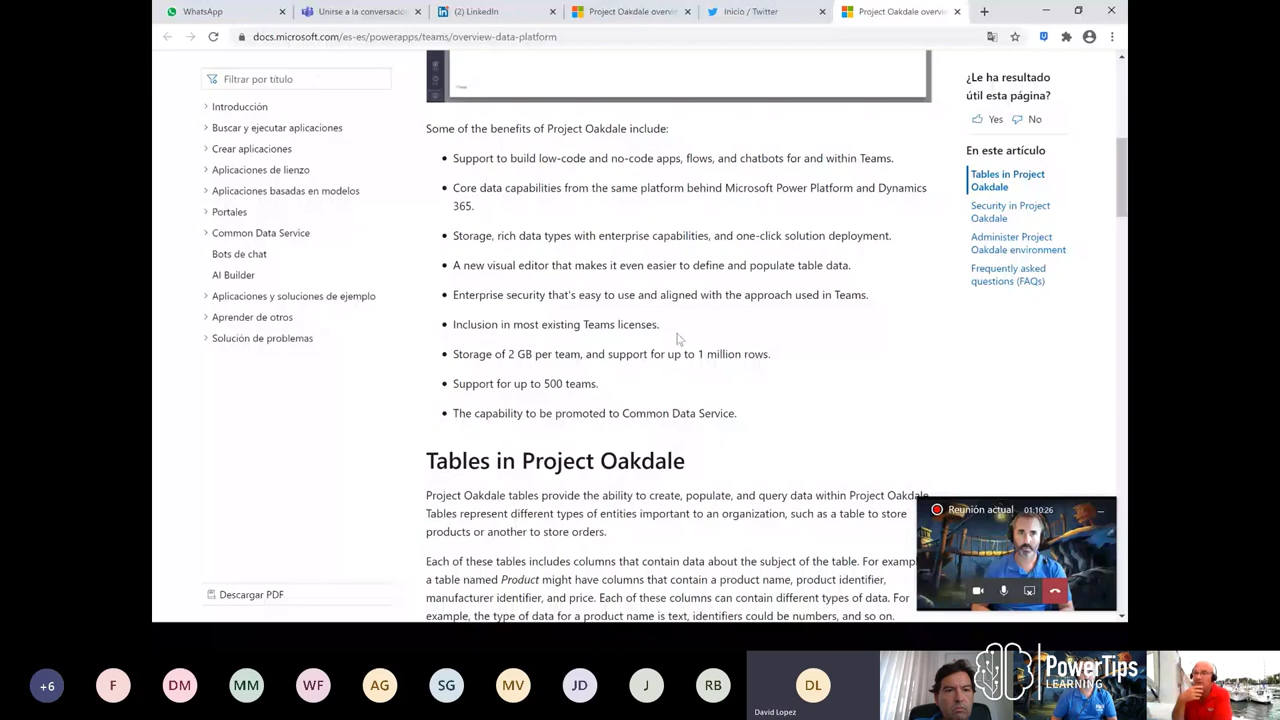 WhatsApp
Unirse a la conversació
(2) LinkedIn
Project Oakdale overvi
Inicio / Twitter
Project Oakdale overvi
docs.microsoft.com/es-es/powerapps/teams/overview-data-platform
Filtrar por título
Introducción
Buscar y ejecutar aplicaciones
Crear aplicaciones
Aplicaciones de lienzo
Aplicaciones basadas en modelos
Portales
Common Data Service
Bots de chat
AI Builder
Aplicaciones y soluciones de ejemplo
Aprender de otros
Solución de problemas
Descargar PDF
Some of the benefits of Project Oakdale include:
Support to build low-code and no-code apps, flows, and chatbots for and within Teams.
Core data capabilities from the same platform behind Microsoft Power Platform and Dynamics
365.
Storage, rich data types with enterprise capabilities, and one-click solution deployment.
A new visual editor that makes it even easier to define and populate table data.
Enterprise security that's easy to use and aligned with the approach used in Teams.
Inclusion in most existing Teams licenses.
Storage of 2 GB per team, and support for up to 1 million rows.
Support for up to 500 teams.
The capability to be promoted to Common Data Service.
Tables in Project Oakdale
Project Oakdale tables provide the ability to create, populate, and query data within Project Oakdale.
Tables represent different types of entities important to an organization, such as a table to store
products or another to store orders.
Each of these tables includes columns that contain data about the subject of the table. For exampl
a table named Product might have columns that contain a product name, product identifier,
manufacturer identifier, and price. Each of these columns can contain different types of data. For
example, the type of data for a product name is text, identifiers could be numbers, and so on.
¿Le ha resultado
útil esta página?
Yes No
En este artículo
Tables in Project
Oakdale
Security in Project
Oakdale
Administer Project
Oakdale environment
Frequently asked
questions (FAQs)
Reunión actual 01:10:26
+6
F
DM
MM
WF
AG
SG
MV
JD
J
RB
DL
David Lopez
PowerTips
LEARNING